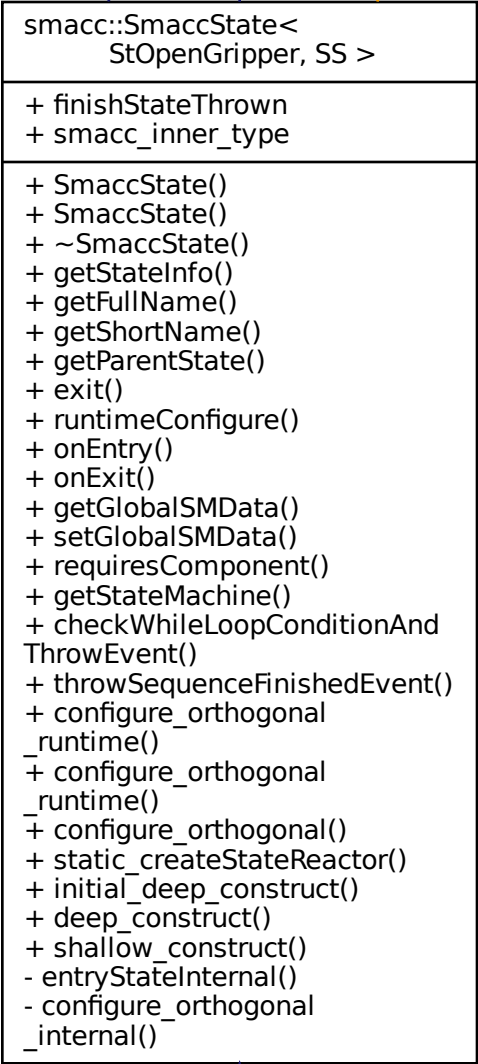 smacc::SmaccState<
StOpenGripper, SS >
+ finishStateThrown
+ smacc_inner_type
+ SmaccState()
+ SmaccState()
+ ~SmaccState()
+ getStateInfo()
+ getFullName()
+ getShortName()
+ getParentState()
+ exit()
+ runtimeConfigure()
+ onEntry()
+ onExit()
+ getGlobalSMData()
+ setGlobalSMData()
+ requiresComponent()
+ getStateMachine()
+ checkWhileLoopConditionAnd
ThrowEvent()
+ throwSequenceFinishedEvent()
+ configure_orthogonal
_runtime()
+ configure_orthogonal
_runtime()
+ configure_orthogonal()
+ static_createStateReactor()
+ initial_deep_construct()
+ deep_construct()
+ shallow_construct()
- entryStateInternal()
- configure_orthogonal
_internal()